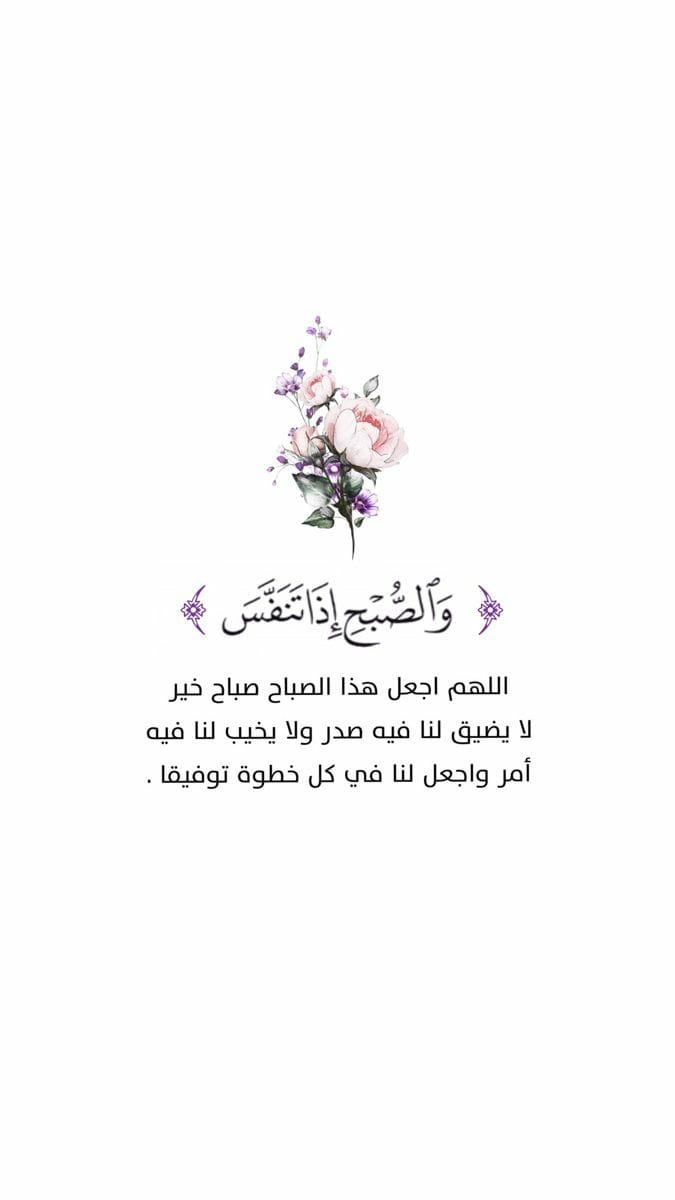 وَٱلصُّبۡحِ إِذَا تَنَفَّسَ
اللهم اجعل هذا الصباح صباح خير
لا يضيق لنا فيه صدر ولا يخيب لنا فيه
أمر واجعل لنا في كل خطوة توفيقا .